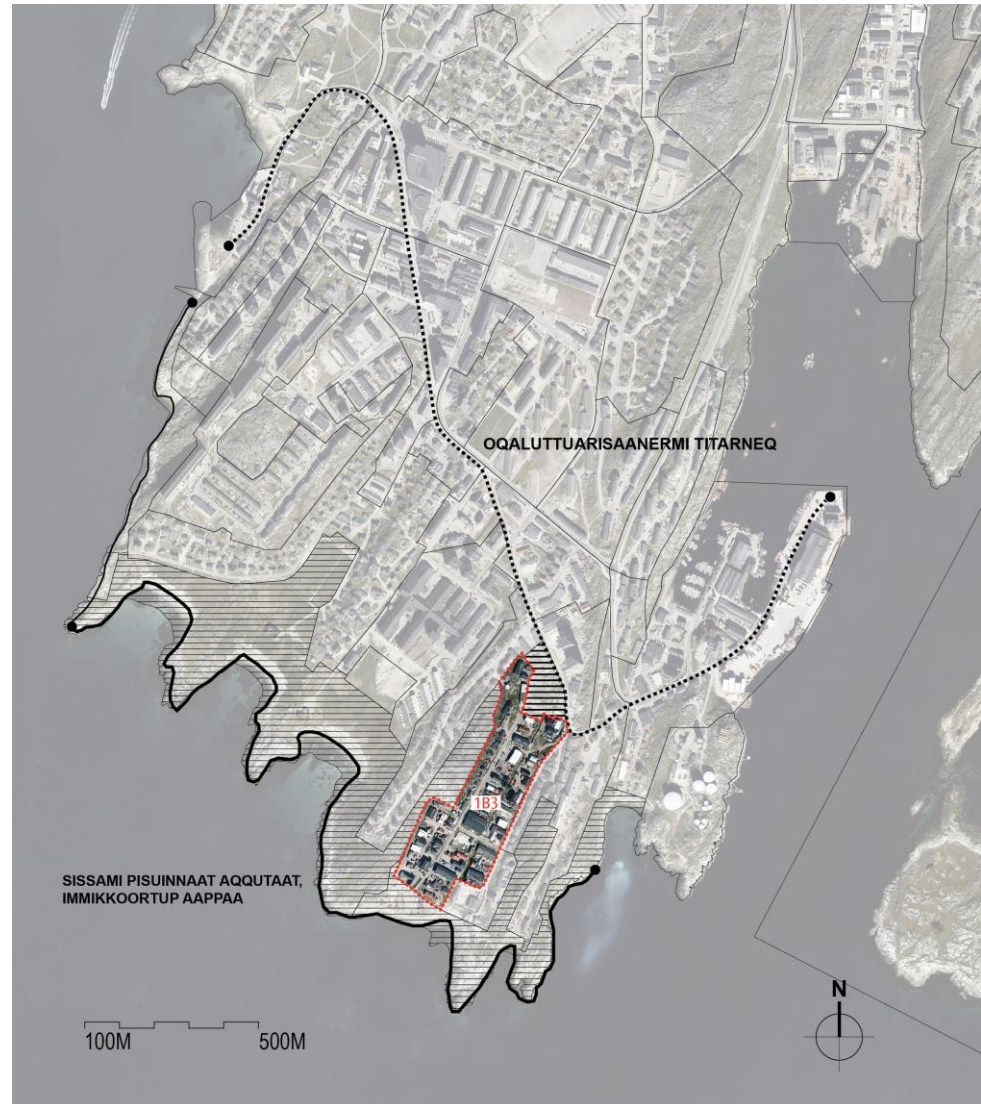 OQALUTTUARISAANERMI TITARNEQ
1B3
SISSAMI PISUINNAAT AQQUTAAT,
IMMIKKOORTUP AAPPAA
N
100M 500M